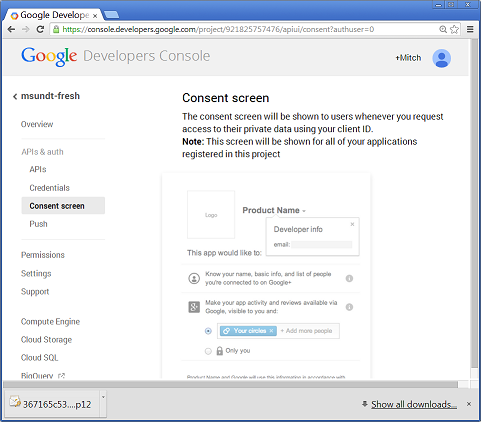 Google Develope
https://console.developers.google.com/project/921825757476/apiui/consent?authuser=0
Google Developers Console
+Mitch
msundt-fresh
Overview
APIs & auth
APIs
Credentials
Consent screen
Push
Permissions
Settings
Support
Compute Engine
Cloud Storage
Cloud SQL
BigQuery
Consent screen
The consent screen will be shown to users whenever you request
access to their private data using your client ID.
Note: This screen will be shown for all of your applications
registered in this project
Logo
Product Name
Developer info
email:
This app would like to:
Know your name, basic info, and list of people
you're connected to on Google+
Make your app activity and reviews available via
Google, visible to you and:
Your circles × + Add more people
Only you
Product Name and Google will use this information in accordance with
367165c53....p12
Show all downloads...